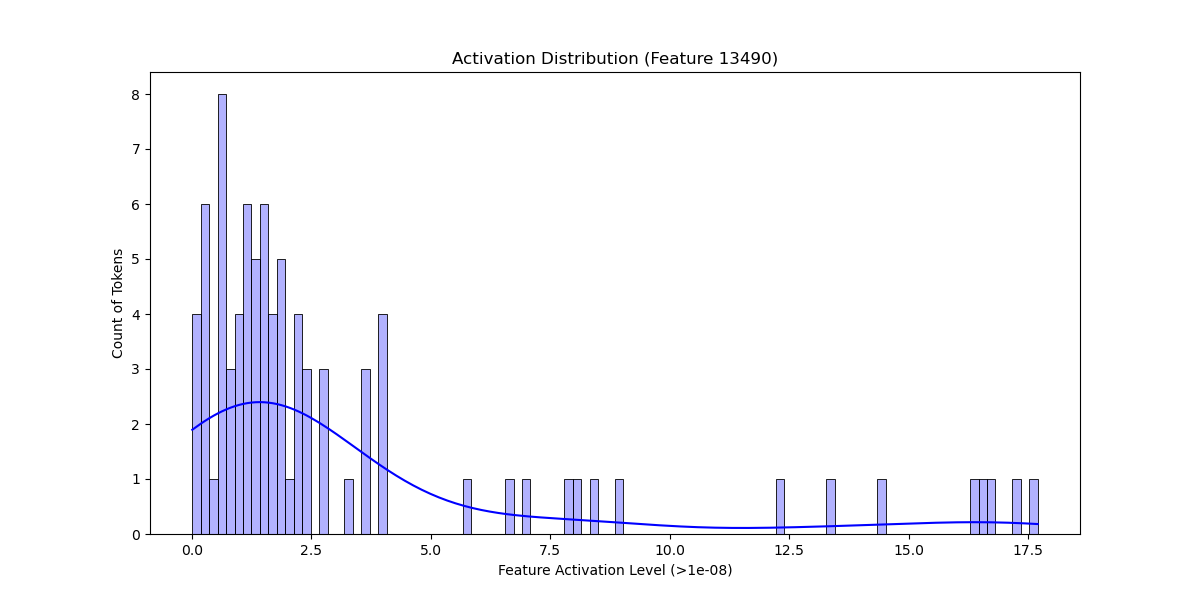 Activation Distribution (Feature 13490)
Count of Tokens
8
7
6
5
4
3
2
1
0
0.0 2.5 5.0 7.5 10.0 12.5 15.0 17.5
Feature Activation Level (>1e-08)